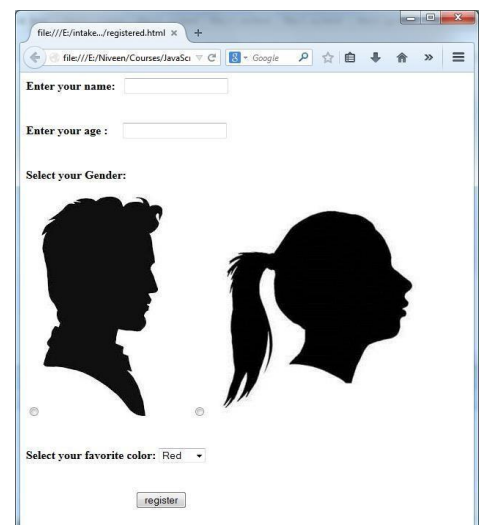 file:///E:/intake.../registered.html × +
file:///E:/Niveen/Courses/JavaScr Google
Enter your name:
Enter your age :
Select your Gender:
Select your favorite color: Red
register